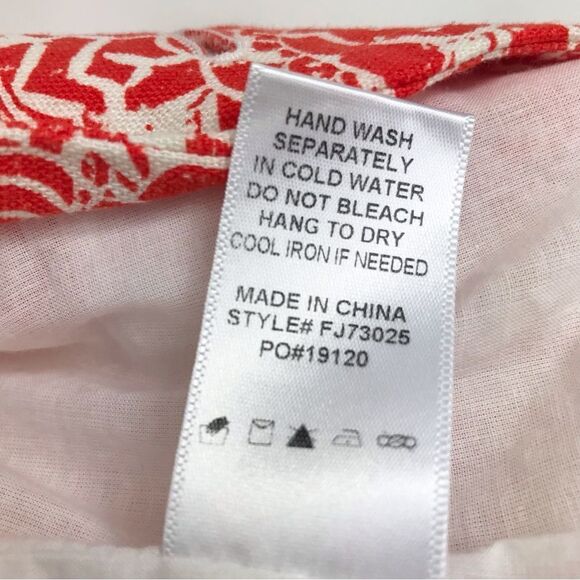 HAND WASH
SEPARATELY
IN COLD WATER
DO NOT BLEACH
HANG TO DRY
COOL IRON IF NEEDED
MADE IN CHINA
STYLE# FJ73025
PO#19120